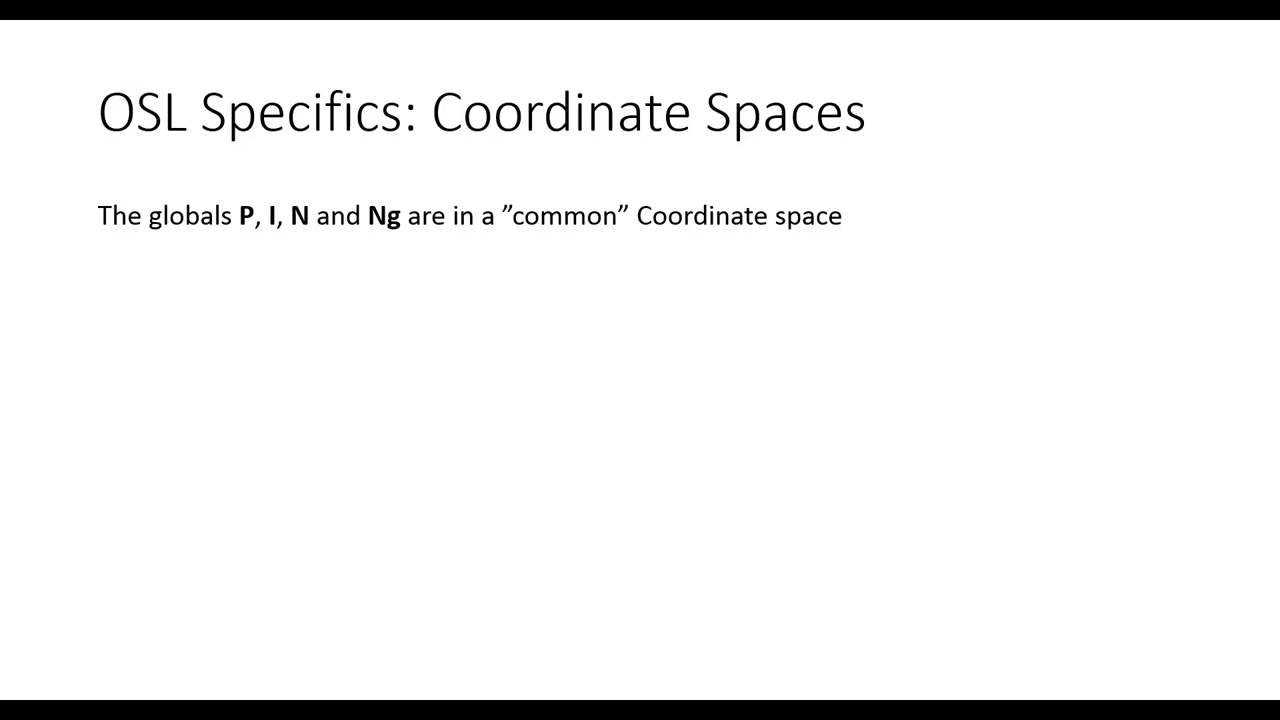 OSL Specifics: Coordinate Spaces
The globals P, I, N and Ng are in a ”common” Coordinate space